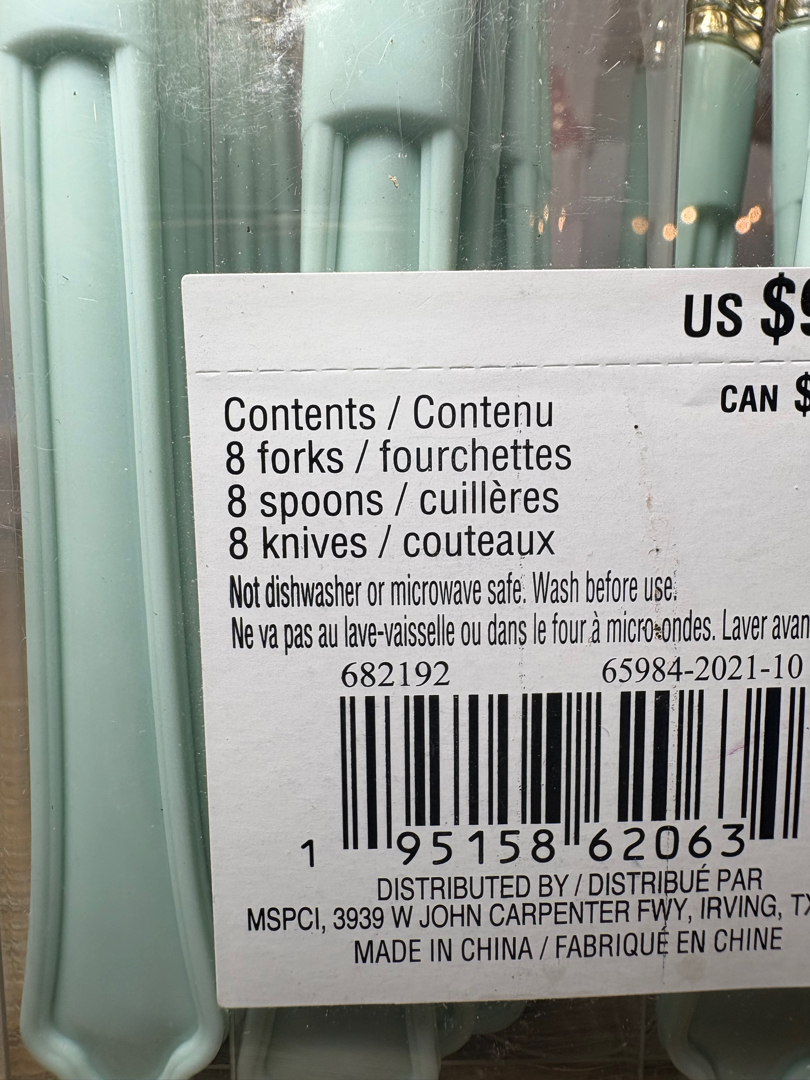 US $9
CAN $
Contents / Contenu
8 forks / fourchettes
8 spoons / cuillères
8 knives / couteaux
Not dishwasher or microwave safe. Wash before use.
Ne va pas au lave-vaisselle ou dans le four à micro-ondes. Laver avan
682192 65984-2021-10
1 95158 62063
DISTRIBUTED BY / DISTRIBUÉ PAR
MSPCI, 3939 W JOHN CARPENTER FWY, IRVING, TX
MADE IN CHINA / FABRIQUÉ EN CHINE